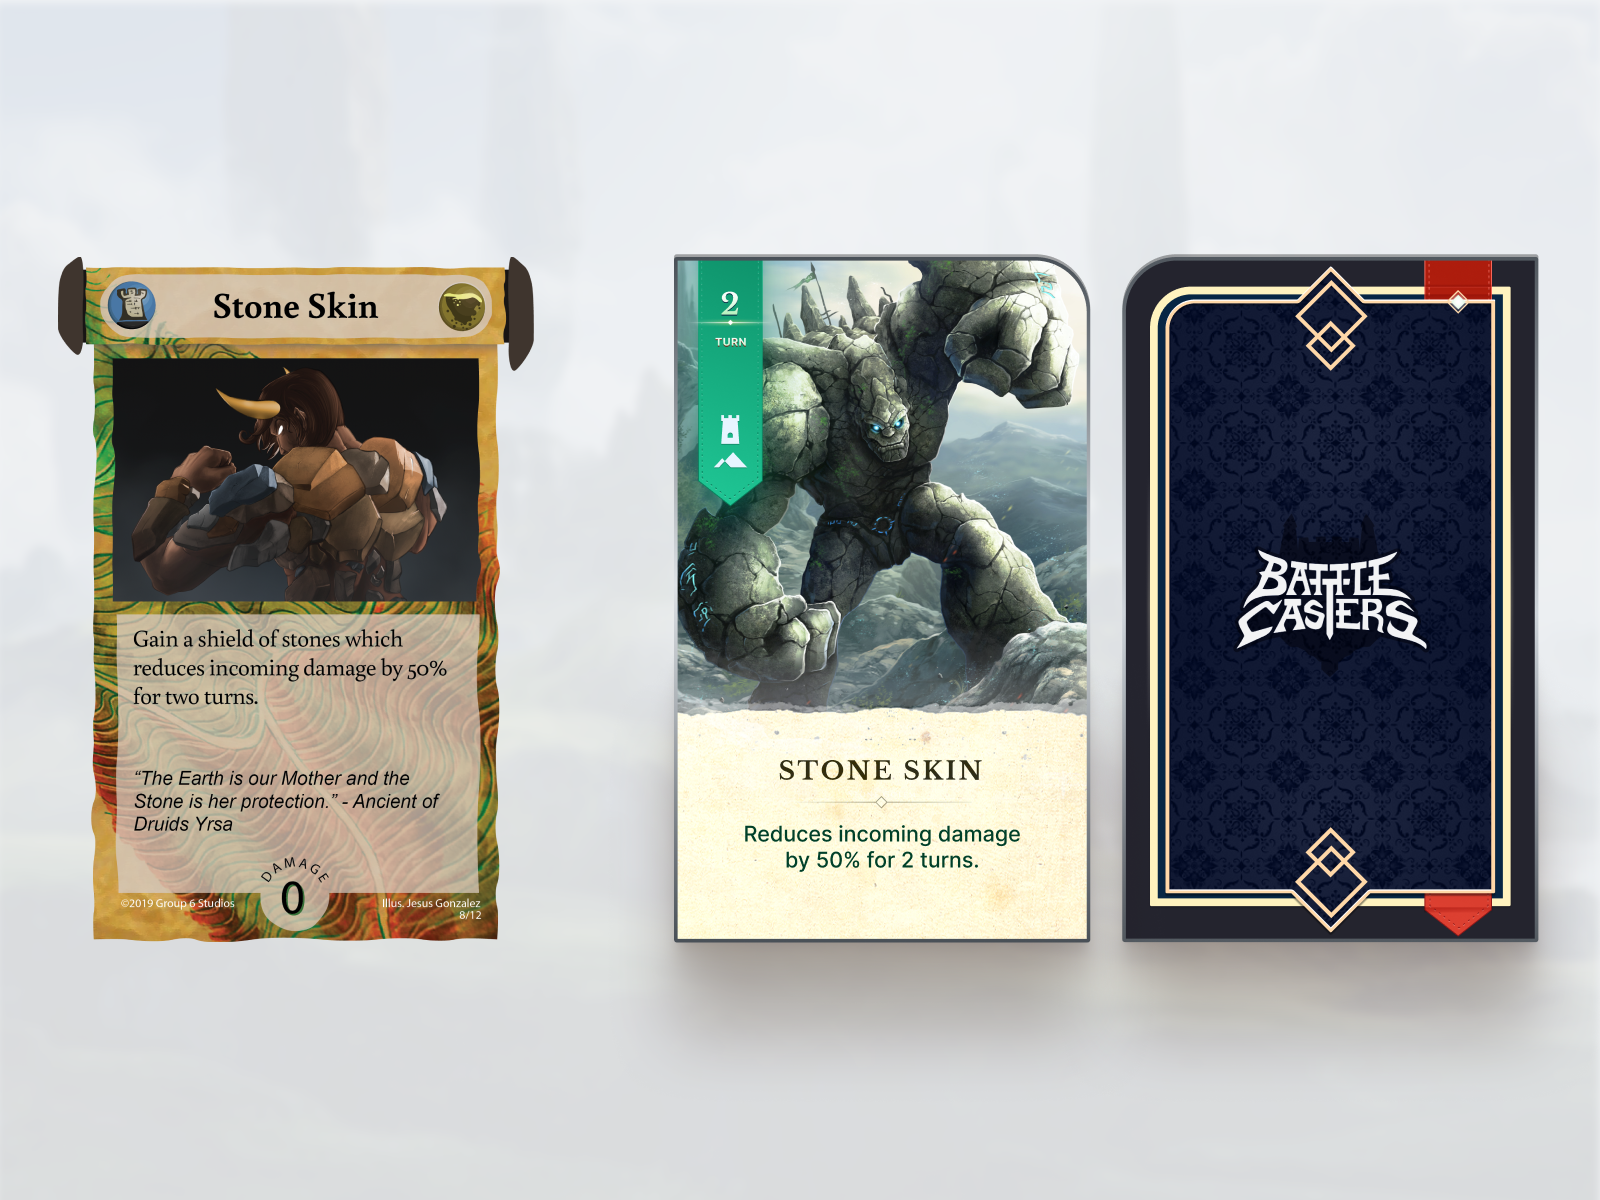 Stone Skin
Gain a shield of stones which
reduces incoming damage by 50%
for two turns.
“The Earth is our Mother and the
Stone is her protection.” - Ancient of
Druids Yrsa
DAMAGE
0
©2019 Group 6 Studios
Illus. Jesus Gonzalez
8/12
2
TURN
STONE SKIN
Reduces incoming damage
by 50% for 2 turns.
BATTLE
CASTERS